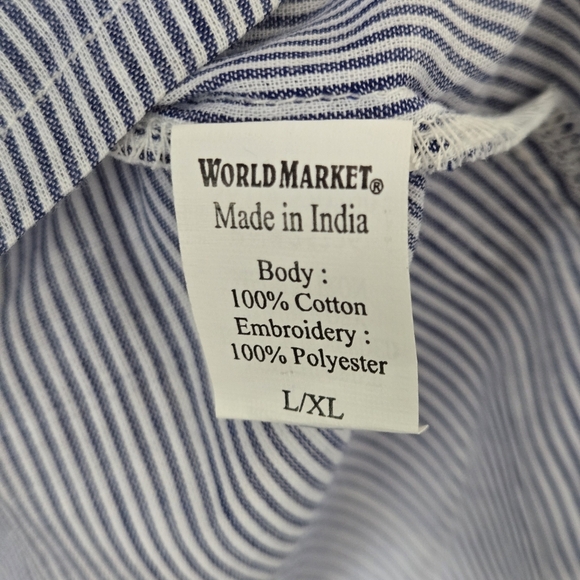 WORLD MARKET®
Made in India
Body :
100% Cotton
Embroidery :
100% Polyester
L/XL